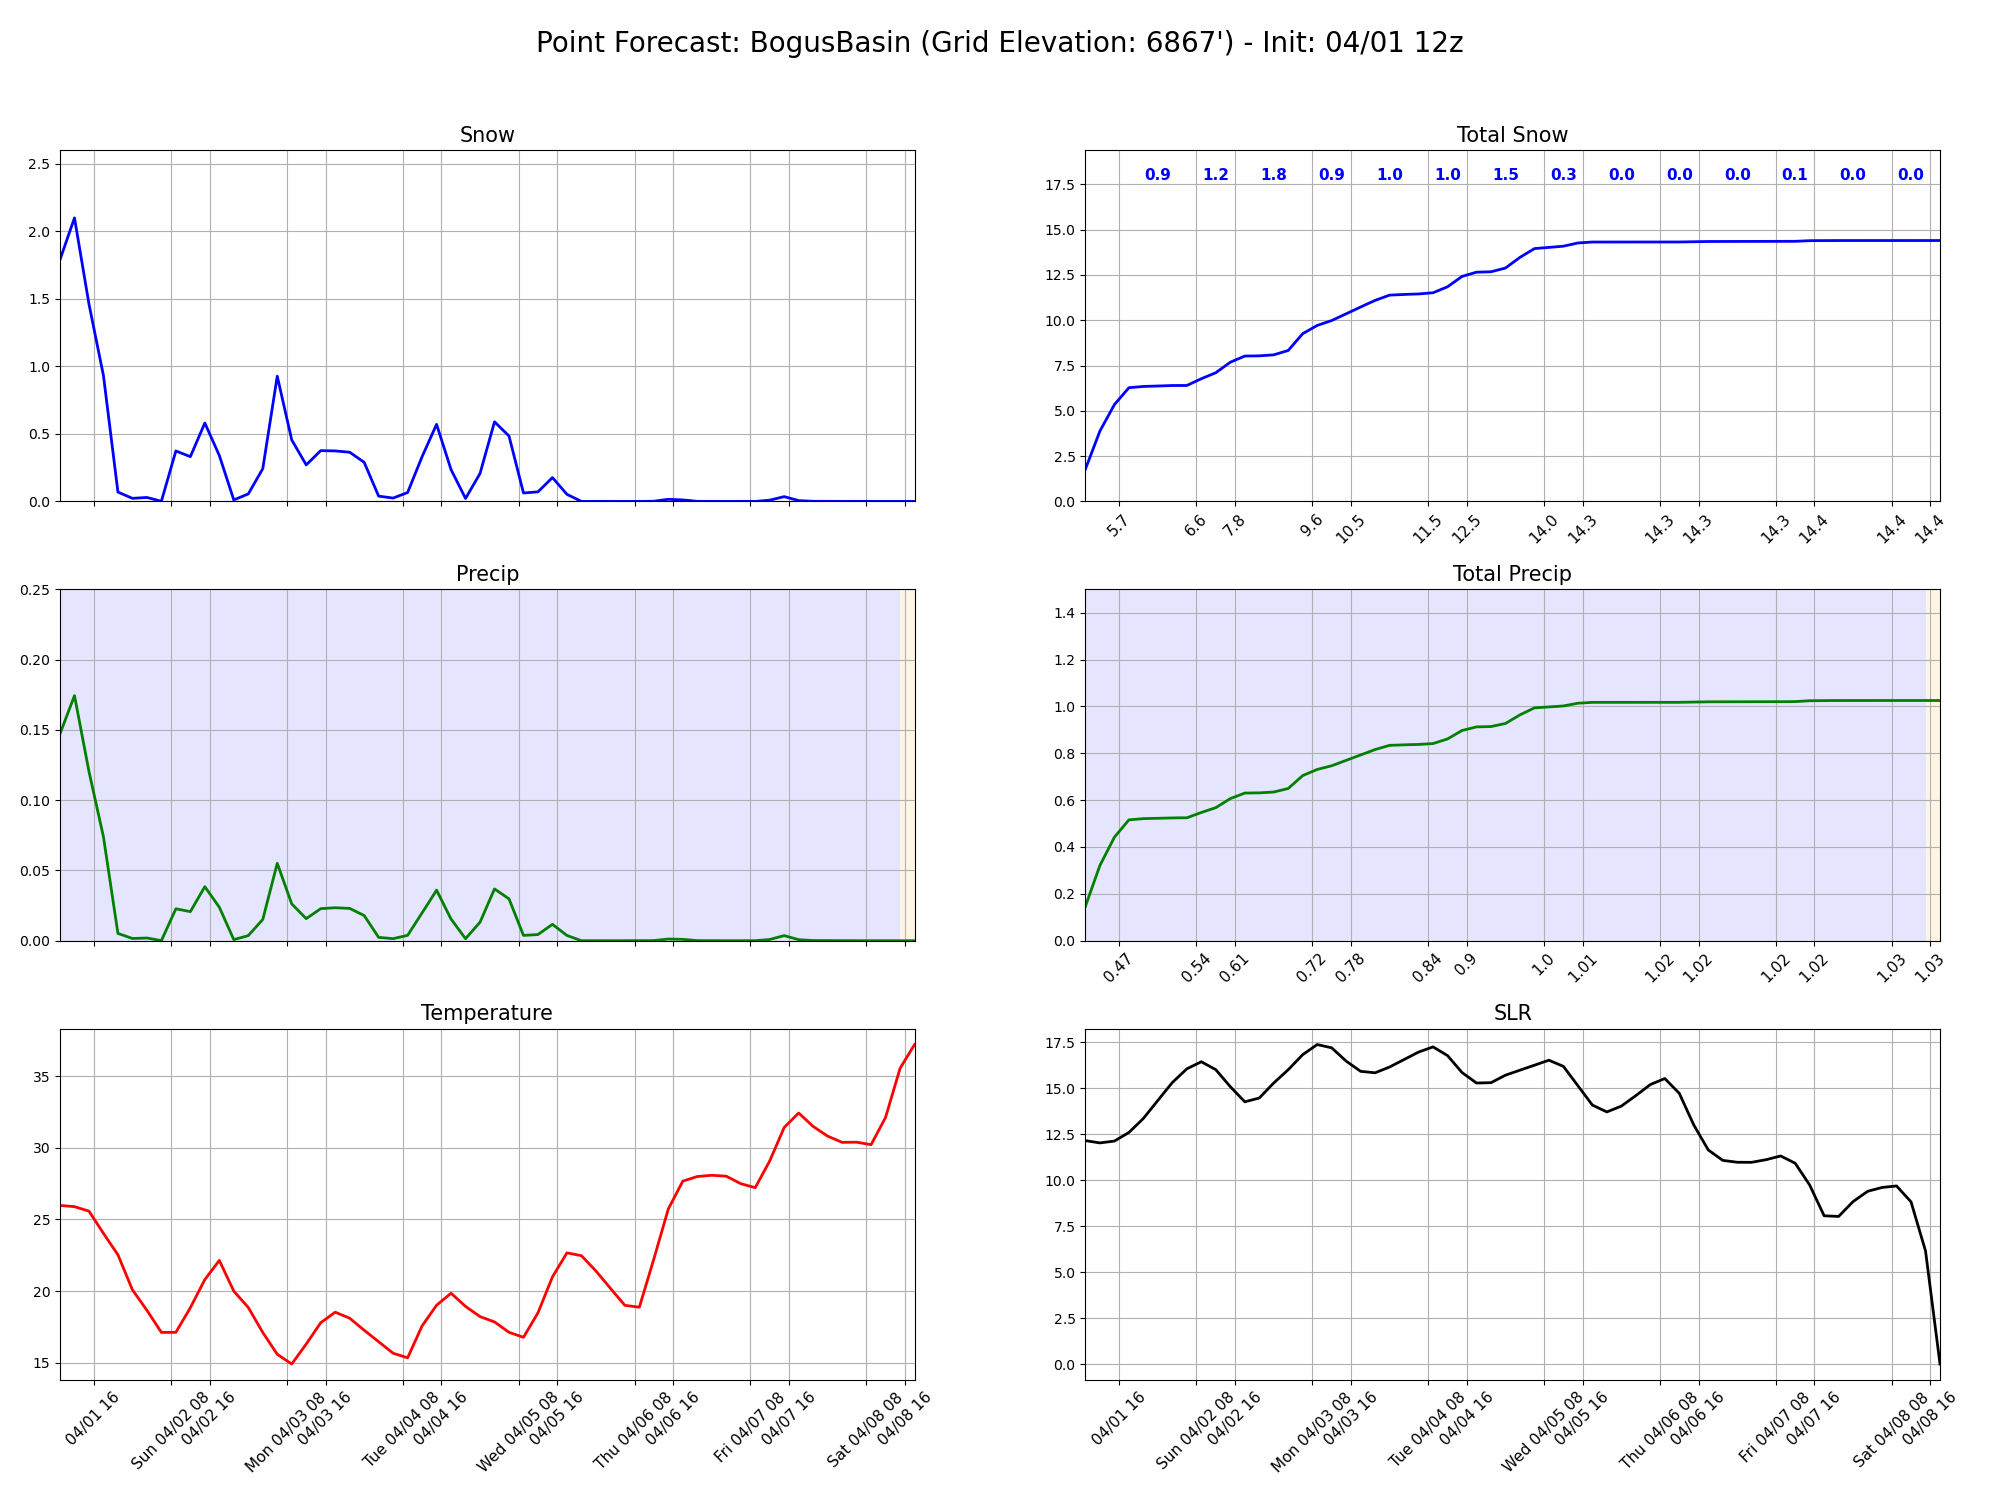 Point Forecast: BogusBasin (Grid Elevation: 6867') - Init: 04/01 12z
Snow
2.5
2.0
1.5
1.0
0.5
0.0
Total Snow
0.9 1.2 1.8 0.9 1.0 1.0 1.5 0.3 0.0 0.0 0.0 0.1 0.0 0.0
17.5
15.0
12.5
10.0
7.5
5.0
2.5
0.0
5.7 6.6 7.8 9.6 10.5 11.5 12.5 14.0 14.3 14.3 14.3 14.3 14.4 14.4 14.4
Precip
0.25
0.20
0.15
0.10
0.05
0.00
Total Precip
1.4
1.2
1.0
0.8
0.6
0.4
0.2
0.0
0.47 0.54 0.61 0.72 0.78 0.84 0.9 1.0 1.01 1.02 1.02 1.02 1.02 1.03 1.03
Temperature
35
30
25
20
15
04/01 16
Sun 04/02 08
04/02 16
Mon 04/03 08
04/03 16
Tue 04/04 08
04/04 16
Wed 04/05 08
04/05 16
Thu 04/06 08
04/06 16
Fri 04/07 08
04/07 16
Sat 04/08 08
04/08 16
SLR
17.5
15.0
12.5
10.0
7.5
5.0
2.5
0.0
04/01 16
Sun 04/02 08
04/02 16
Mon 04/03 08
04/03 16
Tue 04/04 08
04/04 16
Wed 04/05 08
04/05 16
Thu 04/06 08
04/06 16
Fri 04/07 08
04/07 16
Sat 04/08 08
04/08 16